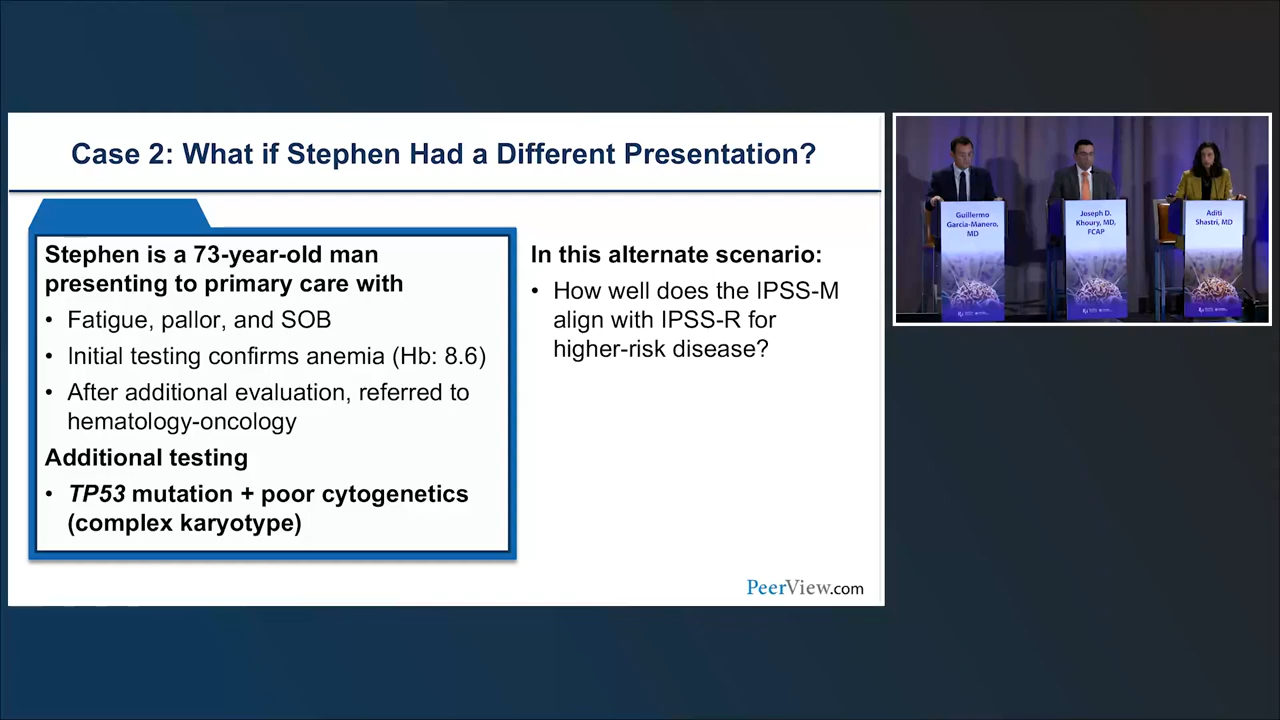 Case 2: What if Stephen Had a Different Presentation?
Stephen is a 73-year-old man
presenting to primary care with
• Fatigue, pallor, and SOB
• Initial testing confirms anemia (Hb: 8.6)
• After additional evaluation, referred to
hematology-oncology
Additional testing
• TP53 mutation + poor cytogenetics
(complex karyotype)
In this alternate scenario:
• How well does the IPSS-M
align with IPSS-R for
higher-risk disease?
PeerView.com
Guillermo
Garcia-Manero,
MD
Joseph D.
Khoury, MD,
FCAP
Aditi
Shastri, MD